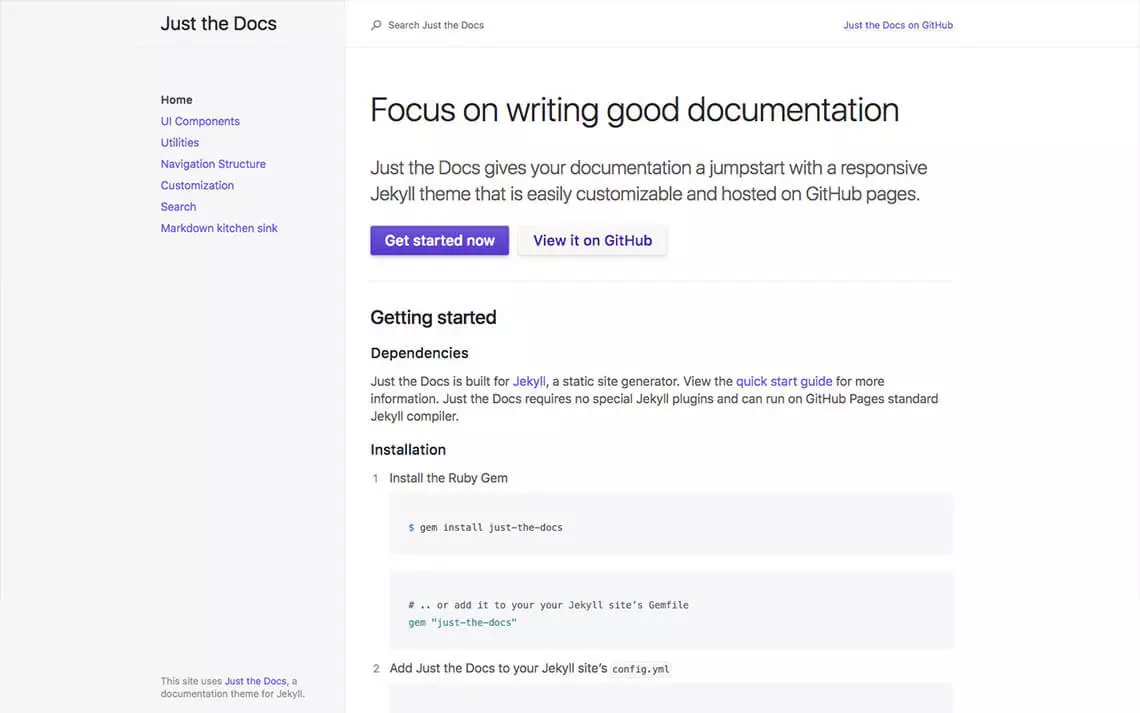 Just the Docs
Search Just the Docs
Just the Docs on GitHub
Home
UI Components
Utilities
Navigation Structure
Customization
Search
Markdown kitchen sink
This site uses Just the Docs, a
documentation theme for Jekyll.
Focus on writing good documentation
Just the Docs gives your documentation a jumpstart with a responsive
Jekyll theme that is easily customizable and hosted on GitHub pages.
Get started now
View it on GitHub
Getting started
Dependencies
Just the Docs is built for Jekyll, a static site generator. View the quick start guide for more
information. Just the Docs requires no special Jekyll plugins and can run on GitHub Pages standard
Jekyll compiler.
Installation
1 Install the Ruby Gem
$ gem install just-the-docs
# .. or add it to your your Jekyll site’s Gemfile
gem "just-the-docs"
2 Add Just the Docs to your Jekyll site’s config.yml